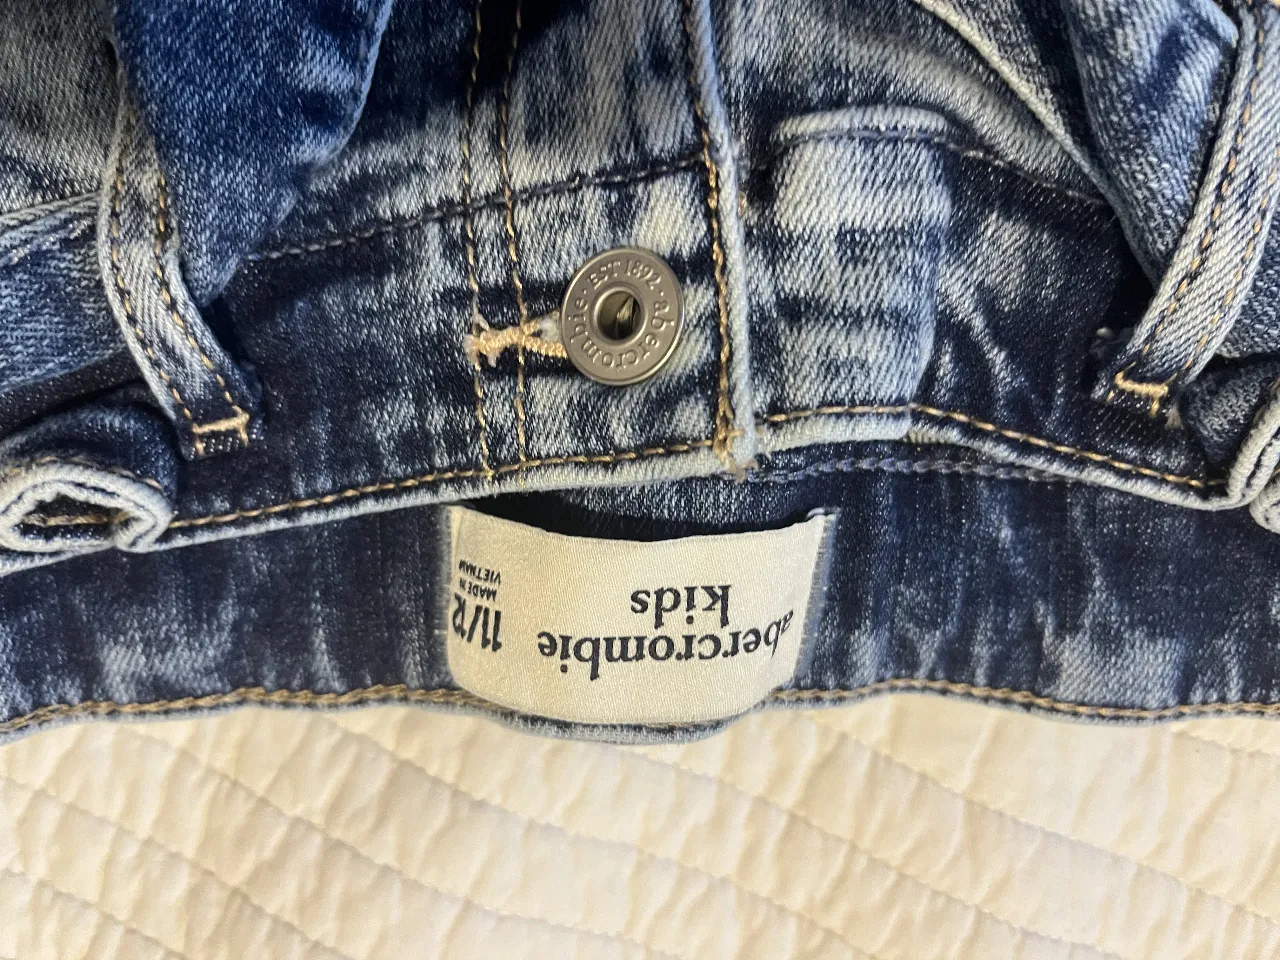 EST 1892 · abercrombie ·
abercrombie
kids
11/12
MADE IN
VIETNAM